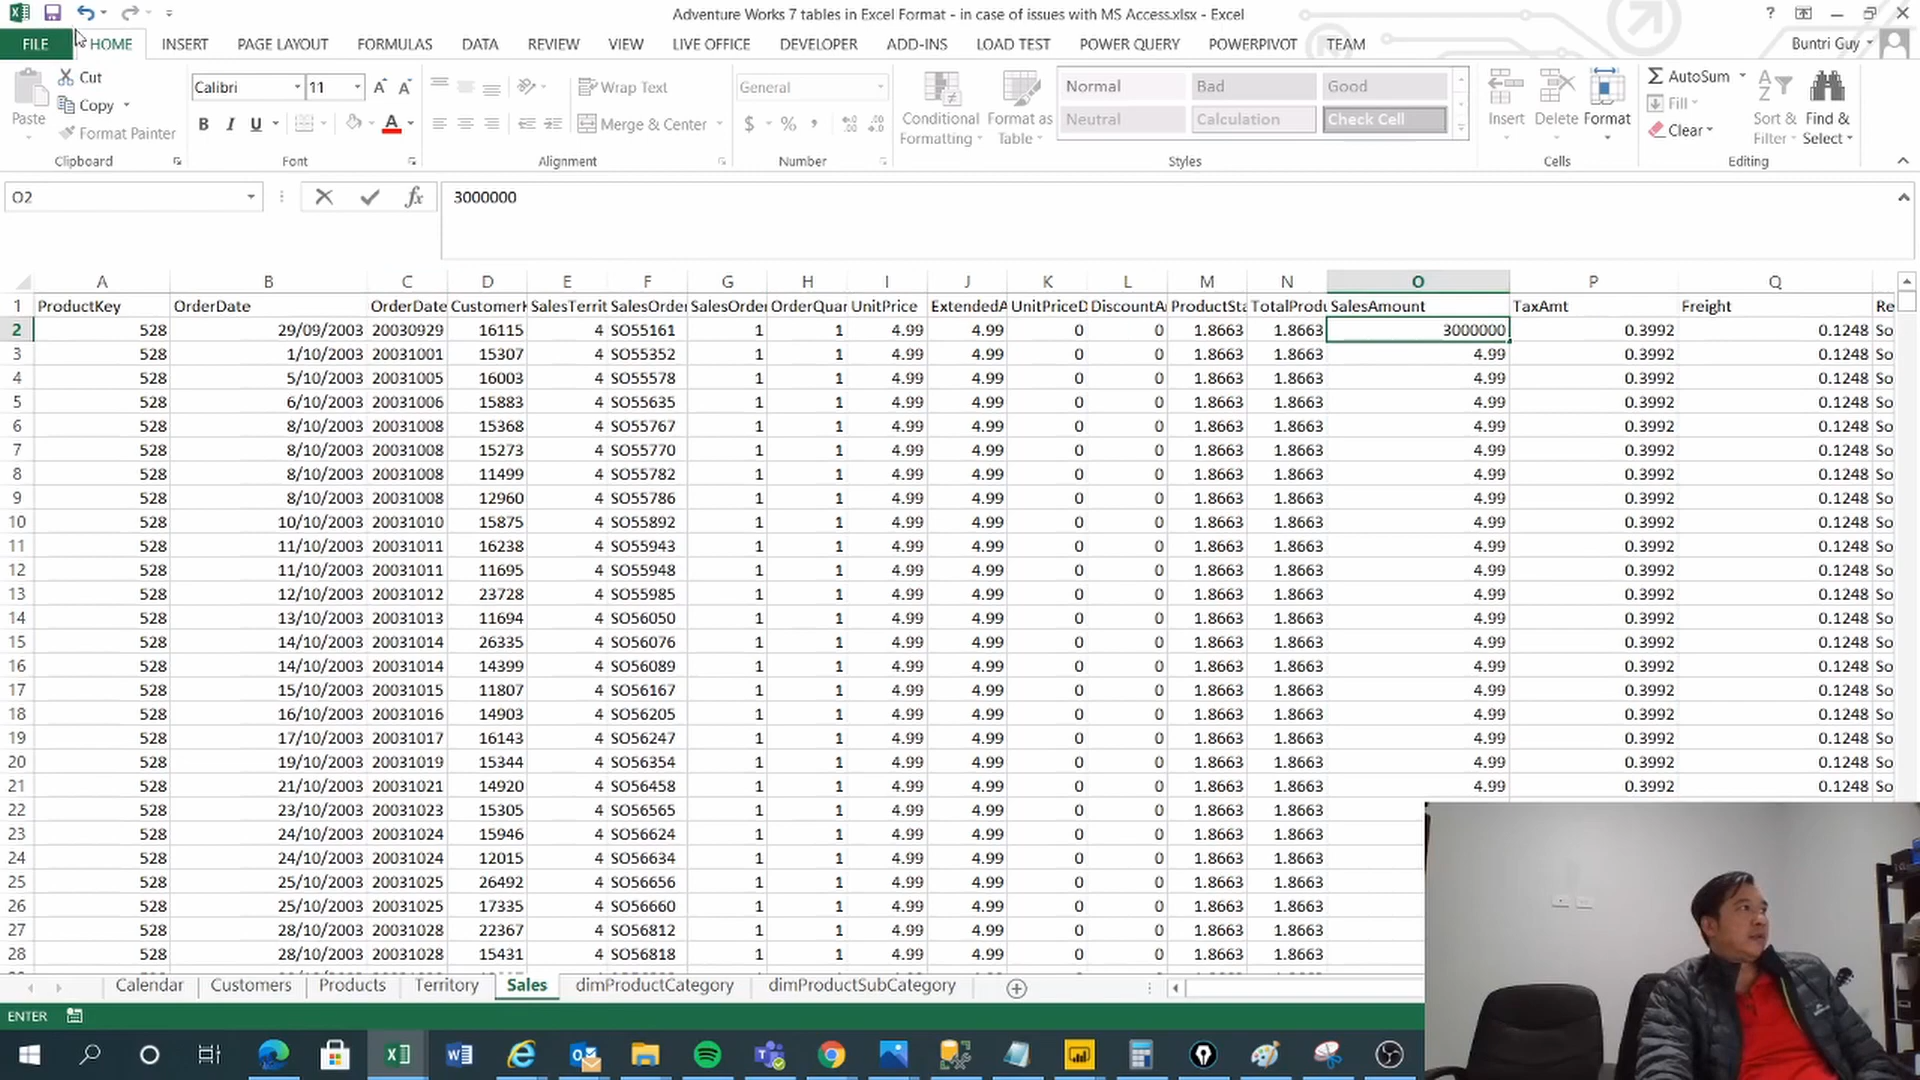 Adventure Works 7 tables in Excel Format - in case of issues with MS Access.xlsx - Excel
FILE HOME INSERT PAGE LAYOUT FORMULAS DATA REVIEW VIEW LIVE OFFICE DEVELOPER ADD-INS LOAD TEST POWER QUERY POWERPIVOT TEAM Buntri Guy
Paste Cut Copy Format Painter Clipboard
Calibri 11 B I U A Font
Wrap Text Merge & Center Alignment
General $ % , Number
Conditional Formatting Format as Table
Normal Bad Good
Neutral Calculation Check Cell
Styles
Insert Delete Format Cells
AutoSum Fill Clear Sort & Filter Find & Select Editing
O2 fx 3000000
A B C D E F G H I J K L M N O P Q
1 ProductKey OrderDate OrderDate CustomerK SalesTerrit SalesOrder SalesOrder OrderQuan UnitPrice ExtendedA UnitPriceD DiscountA ProductSta TotalProdu SalesAmount TaxAmt Freight Re
2 528 29/09/2003 20030929 16115 4 SO55161 1 1 4.99 4.99 0 0 1.8663 1.8663 3000000 0.3992 0.1248 So
3 528 1/10/2003 20031001 15307 4 SO55352 1 1 4.99 4.99 0 0 1.8663 1.8663 4.99 0.3992 0.1248 So
4 528 5/10/2003 20031005 16003 4 SO55578 1 1 4.99 4.99 0 0 1.8663 1.8663 4.99 0.3992 0.1248 So
5 528 6/10/2003 20031006 15883 4 SO55635 1 1 4.99 4.99 0 0 1.8663 1.8663 4.99 0.3992 0.1248 So
6 528 8/10/2003 20031008 15368 4 SO55767 1 1 4.99 4.99 0 0 1.8663 1.8663 4.99 0.3992 0.1248 So
7 528 8/10/2003 20031008 15273 4 SO55770 1 1 4.99 4.99 0 0 1.8663 1.8663 4.99 0.3992 0.1248 So
8 528 8/10/2003 20031008 11499 4 SO55782 1 1 4.99 4.99 0 0 1.8663 1.8663 4.99 0.3992 0.1248 So
9 528 8/10/2003 20031008 12960 4 SO55786 1 1 4.99 4.99 0 0 1.8663 1.8663 4.99 0.3992 0.1248 So
10 528 10/10/2003 20031010 15875 4 SO55892 1 1 4.99 4.99 0 0 1.8663 1.8663 4.99 0.3992 0.1248 So
11 528 11/10/2003 20031011 16238 4 SO55943 1 1 4.99 4.99 0 0 1.8663 1.8663 4.99 0.3992 0.1248 So
12 528 11/10/2003 20031011 11695 4 SO55948 1 1 4.99 4.99 0 0 1.8663 1.8663 4.99 0.3992 0.1248 So
13 528 12/10/2003 20031012 23728 4 SO55985 1 1 4.99 4.99 0 0 1.8663 1.8663 4.99 0.3992 0.1248 So
14 528 13/10/2003 20031013 11694 4 SO56050 1 1 4.99 4.99 0 0 1.8663 1.8663 4.99 0.3992 0.1248 So
15 528 14/10/2003 20031014 26335 4 SO56076 1 1 4.99 4.99 0 0 1.8663 1.8663 4.99 0.3992 0.1248 So
16 528 14/10/2003 20031014 14399 4 SO56089 1 1 4.99 4.99 0 0 1.8663 1.8663 4.99 0.3992 0.1248 So
17 528 15/10/2003 20031015 11807 4 SO56167 1 1 4.99 4.99 0 0 1.8663 1.8663 4.99 0.3992 0.1248 So
18 528 16/10/2003 20031016 14903 4 SO56205 1 1 4.99 4.99 0 0 1.8663 1.8663 4.99 0.3992 0.1248 So
19 528 17/10/2003 20031017 16143 4 SO56247 1 1 4.99 4.99 0 0 1.8663 1.8663 4.99 0.3992 0.1248 So
20 528 19/10/2003 20031019 15344 4 SO56354 1 1 4.99 4.99 0 0 1.8663 1.8663 4.99 0.3992 0.1248 So
21 528 21/10/2003 20031021 14920 4 SO56458 1 1 4.99 4.99 0 0 1.8663 1.8663 4.99 0.3992 0.1248 So
22 528 23/10/2003 20031023 15305 4 SO56565 1 1 4.99 4.99 0 0 1.8663 1.8663
23 528 24/10/2003 20031024 15946 4 SO56624 1 1 4.99 4.99 0 0 1.8663 1.8663
24 528 24/10/2003 20031024 12015 4 SO56634 1 1 4.99 4.99 0 0 1.8663 1.8663
25 528 25/10/2003 20031025 26492 4 SO56656 1 1 4.99 4.99 0 0 1.8663 1.8663
26 528 25/10/2003 20031025 17335 4 SO56660 1 1 4.99 4.99 0 0 1.8663 1.8663
27 528 28/10/2003 20031028 22367 4 SO56812 1 1 4.99 4.99 0 0 1.8663 1.8663
28 528 28/10/2003 20031028 15431 4 SO56818 1 1 4.99 4.99 0 0 1.8663 1.8663
Calendar Customers Products Territory Sales dimProductCategory dimProductSubCategory
ENTER